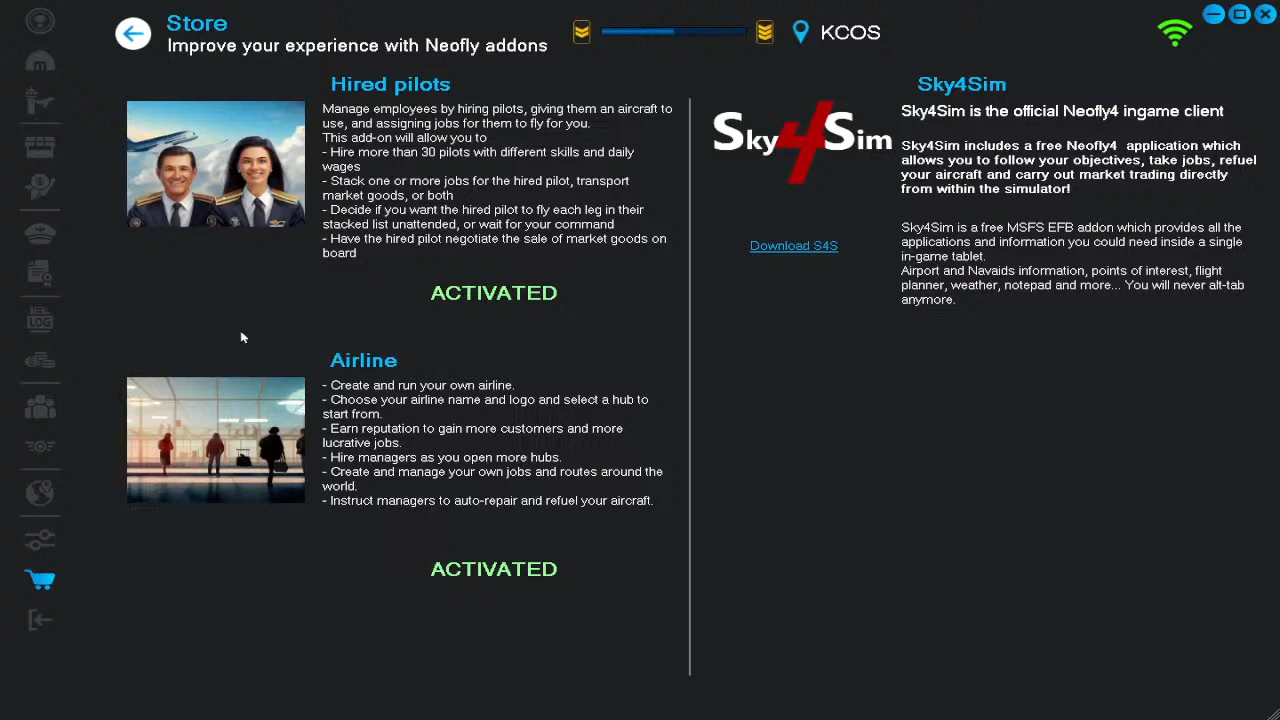 Store
Improve your experience with Neofly addons
KCOS
Hired pilots
Manage employees by hiring pilots, giving them an aircraft to
use, and assigning jobs for them to fly for you.
This add-on will allow you to
- Hire more than 30 pilots with different skills and daily
wages
- Stack one or more jobs for the hired pilot, transport
market goods, or both
- Decide if you want the hired pilot to fly each leg in their
stacked list unattended, or wait for your command
- Have the hired pilot negotiate the sale of market goods on
board
ACTIVATED
Airline
- Create and run your own airline.
- Choose your airline name and logo and select a hub to
start from.
- Earn reputation to gain more customers and more
lucrative jobs.
- Hire managers as you open more hubs.
- Create and manage your own jobs and routes around the
world.
- Instruct managers to auto-repair and refuel your aircraft.
ACTIVATED
Sky4Sim
Download S4S
Sky4Sim
Sky4Sim is the official Neofly4 ingame client
Sky4Sim includes a free Neofly4 application which
allows you to follow your objectives, take jobs, refuel
your aircraft and carry out market trading directly
from within the simulator!
Sky4Sim is a free MSFS EFB addon which provides all the
applications and information you could need inside a single
in-game tablet.
Airport and Navaids information, points of interest, flight
planner, weather, notepad and more... You will never alt-tab
anymore.
LOG